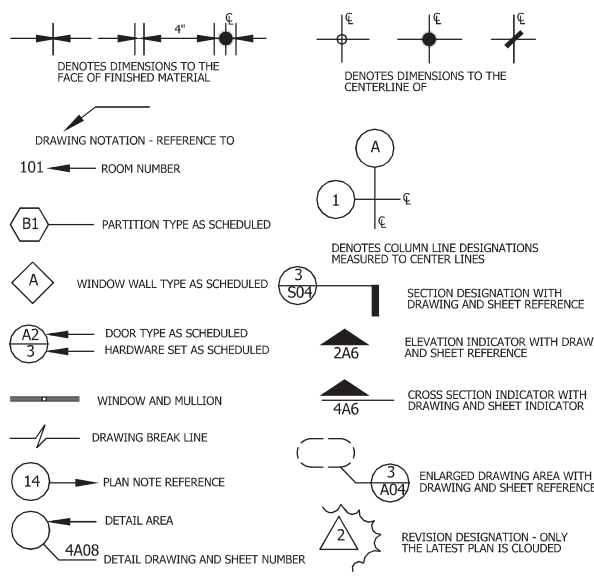 4"
℄
DENOTES DIMENSIONS TO THE
FACE OF FINISHED MATERIAL
℄
℄
℄
DENOTES DIMENSIONS TO THE
CENTERLINE OF
DRAWING NOTATION - REFERENCE TO
101
ROOM NUMBER
A
1
℄
℄
DENOTES COLUMN LINE DESIGNATIONS
MEASURED TO CENTER LINES
B1
PARTITION TYPE AS SCHEDULED
A
WINDOW WALL TYPE AS SCHEDULED
3
S04
SECTION DESIGNATION WITH
DRAWING AND SHEET REFERENCE
A2
3
DOOR TYPE AS SCHEDULED
HARDWARE SET AS SCHEDULED
2A6
ELEVATION INDICATOR WITH DRAW
AND SHEET REFERENCE
WINDOW AND MULLION
4A6
CROSS SECTION INDICATOR WITH
DRAWING AND SHEET INDICATOR
DRAWING BREAK LINE
14
PLAN NOTE REFERENCE
3
A04
ENLARGED DRAWING AREA WITH
DRAWING AND SHEET REFERENCE
DETAIL AREA
4A08
DETAIL DRAWING AND SHEET NUMBER
2
REVISION DESIGNATION - ONLY
THE LATEST PLAN IS CLOUDED